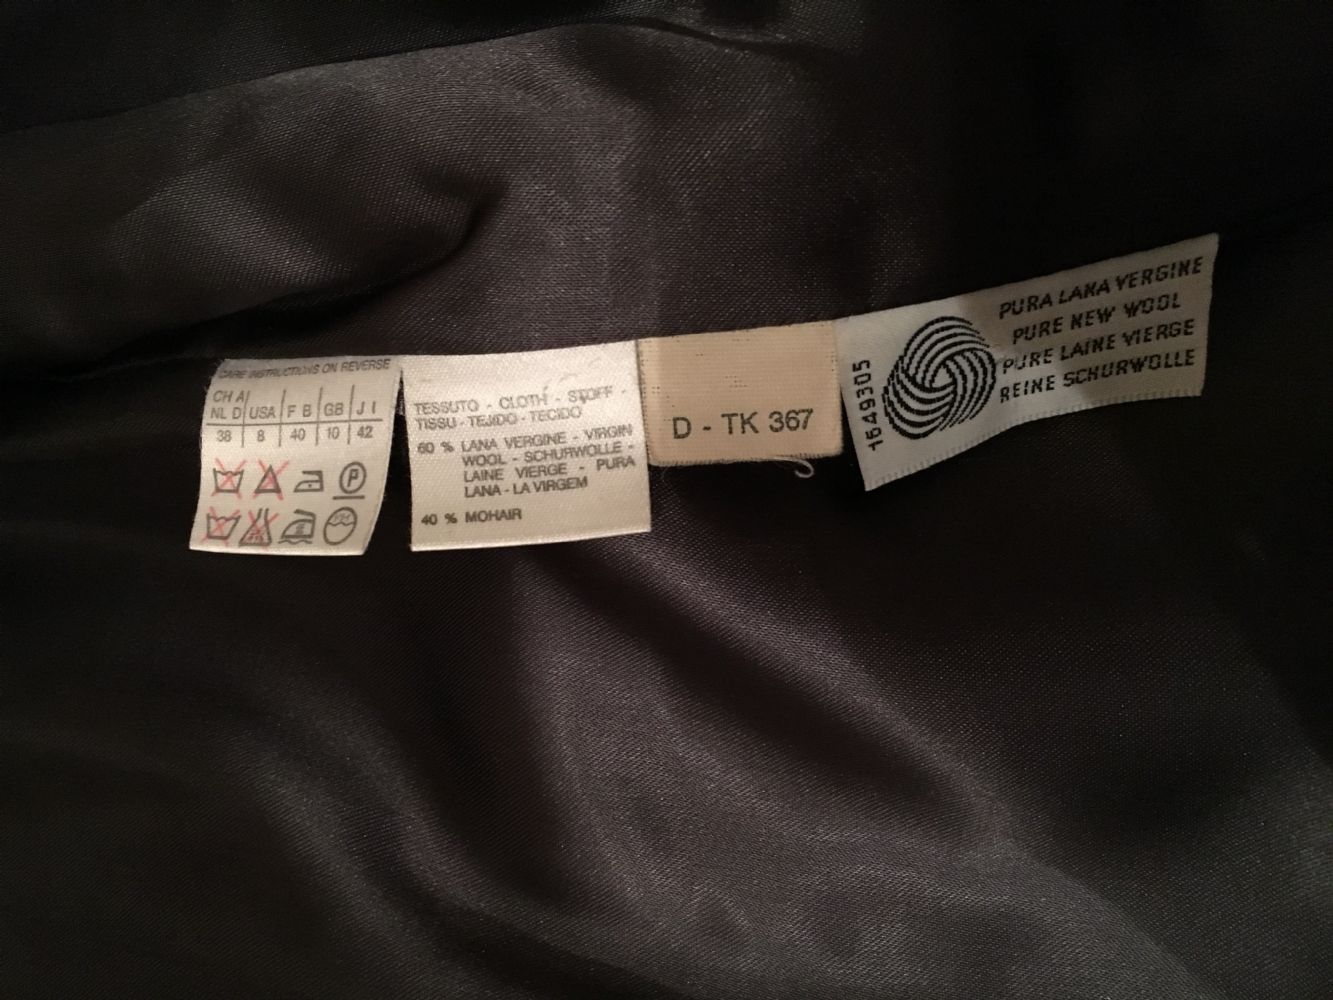 CARE INSTRUCTIONS ON REVERSE
CH A
NL D USA F B GB J I
38 8 40 10 42
P
TESSUTO - CLOTH - STOFF -
TISSU - TEJIDO - TECIDO
60 % LANA VERGINE - VIRGIN
WOOL - SCHURWOLLE -
LAINE VIERGE - PURA
LANA - LA VIRGEM
40 % MOHAIR
D - TK 367
1649305
PURA LANA VERGINE
PURE NEW WOOL
PURE LAINE VIERGE
REINE SCHURWOLLE